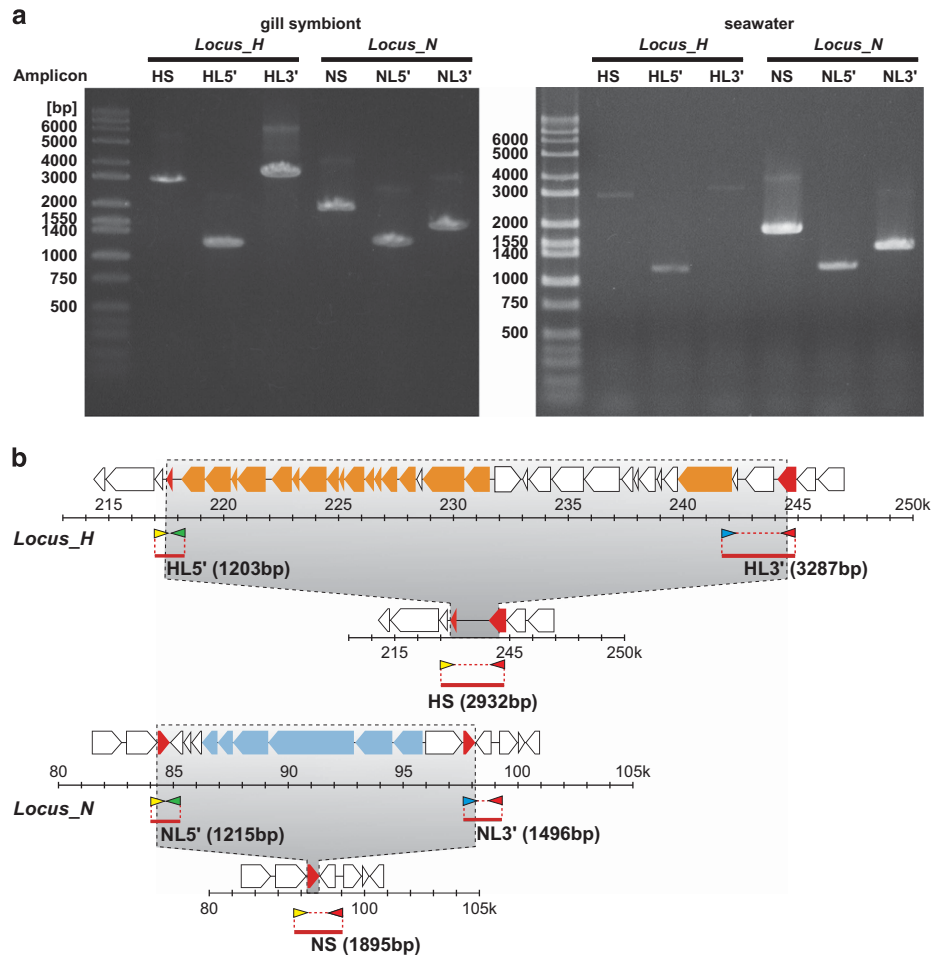 a
gill symbiont
seawater
Locus_H Locus_N Locus_H Locus_N
Amplicon HS HL5' HL3' NS NL5' NL3' HS HL5' HL3' NS NL5' NL3'
[bp]
6000
5000
4000
3000
2000
1550
1400
1000
750
500
6000
5000
4000
3000
2000
1550
1400
1000
750
500
b
215 220 225 230 235 240 245 250k
Locus_H
HL5' (1203bp) HL3' (3287bp)
215 245 250k
HS (2932bp)
80 85 90 95 100 105k
Locus_N
NL5' (1215bp) NL3' (1496bp)
80 100 105k
NS (1895bp)